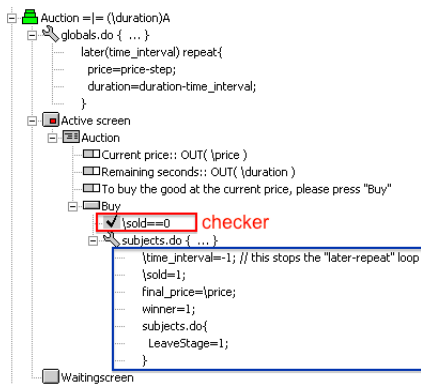 Auction =|= (\duration)A
globals.do { ... }
later(time_interval) repeat{
price=price-step;
duration=duration-time_interval;
}
Active screen
Auction
Current price:: OUT( \price )
Remaining seconds:: OUT( \duration )
To buy the good at the current price, please press "Buy"
Buy
\sold==0 checker
subjects.do { ... }
\time_interval=-1; // this stops the "later-repeat" loop
\sold=1;
final_price=\price;
winner=1;
subjects.do{
LeaveStage=1;
}
Waitingscreen